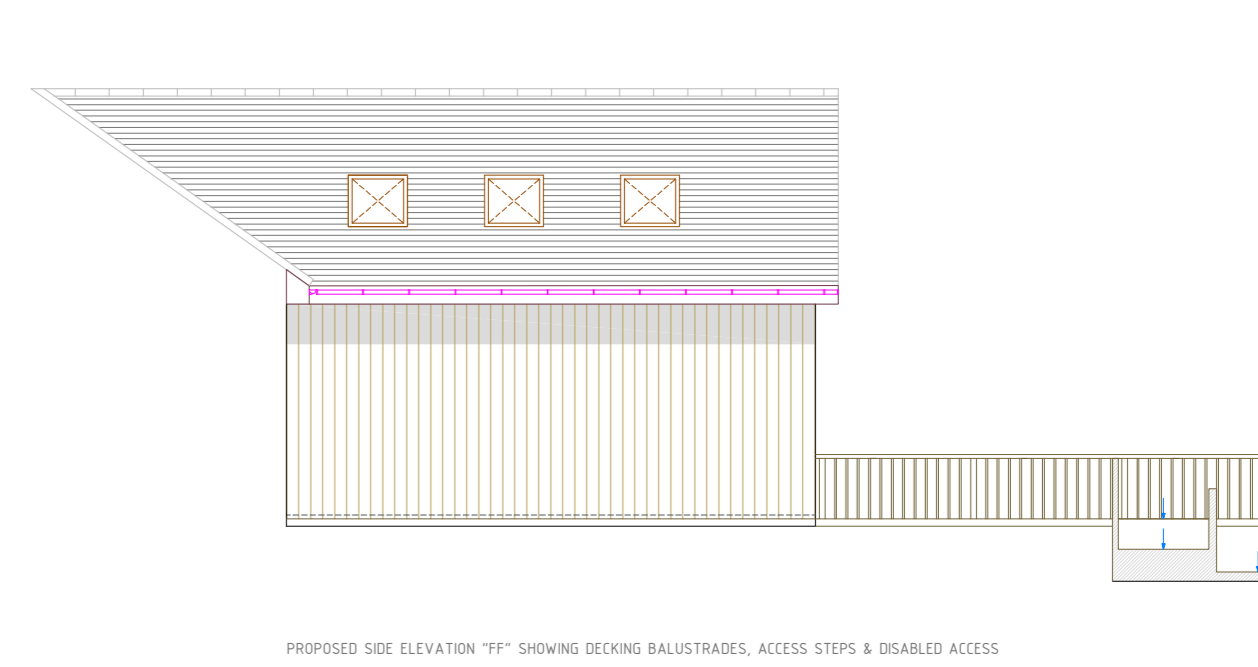 PROPOSED SIDE ELEVATION "FF" SHOWING DECKING BALUSTRADES, ACCESS STEPS & DISABLED ACCESS